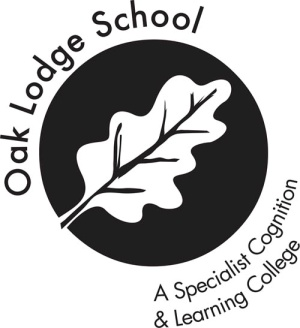 Oak Lodge School
A Specialist Cognition
& Learning College